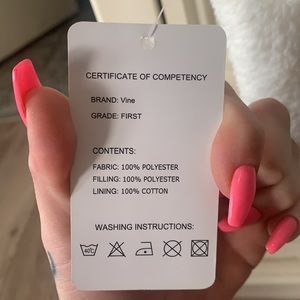 CERTIFICATE OF COMPETENCY
BRAND: Vine
GRADE: FIRST
CONTENTS:
FABRIC: 100% POLYESTER
FILLING: 100% POLYESTER
LINING: 100% COTTON
WASHING INSTRUCTIONS:
40℃